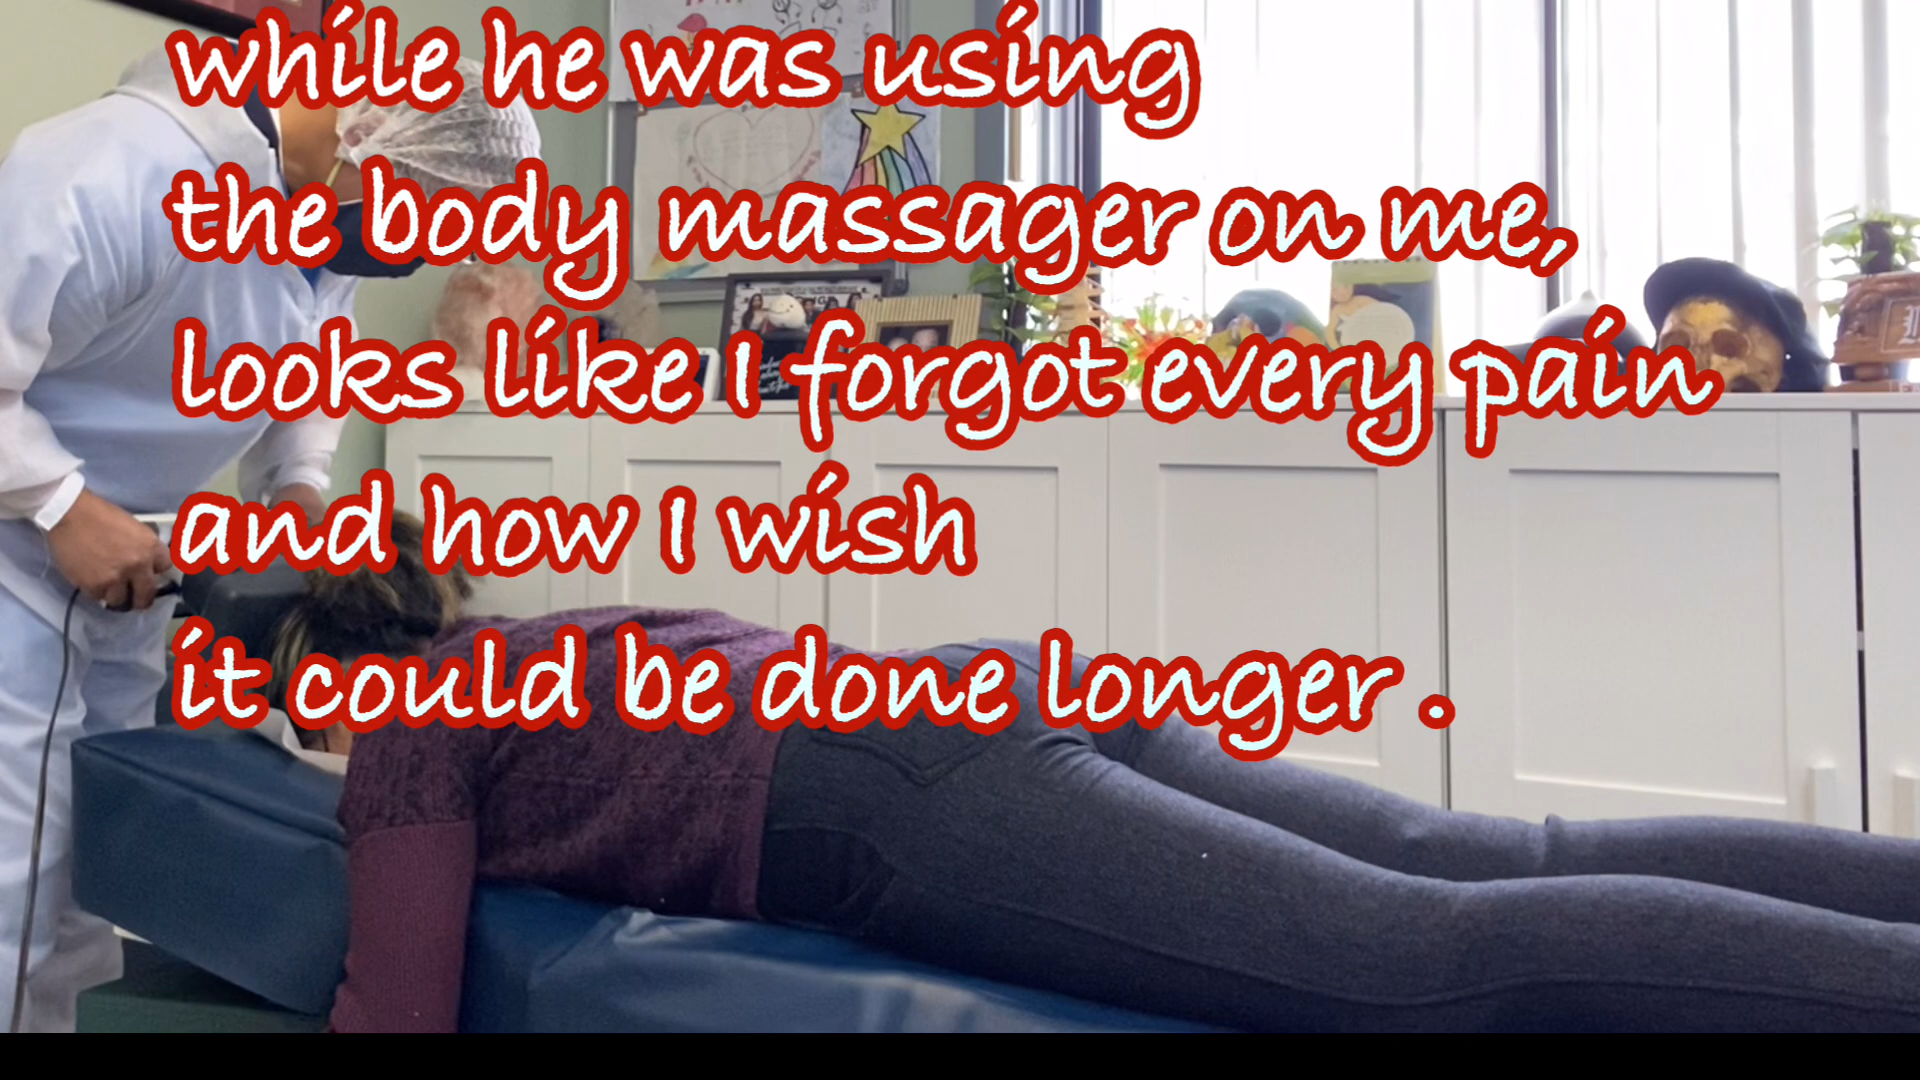 while he was using
the body massager on me,
looks like I forgot every pain
and how I wish
it could be done longer .